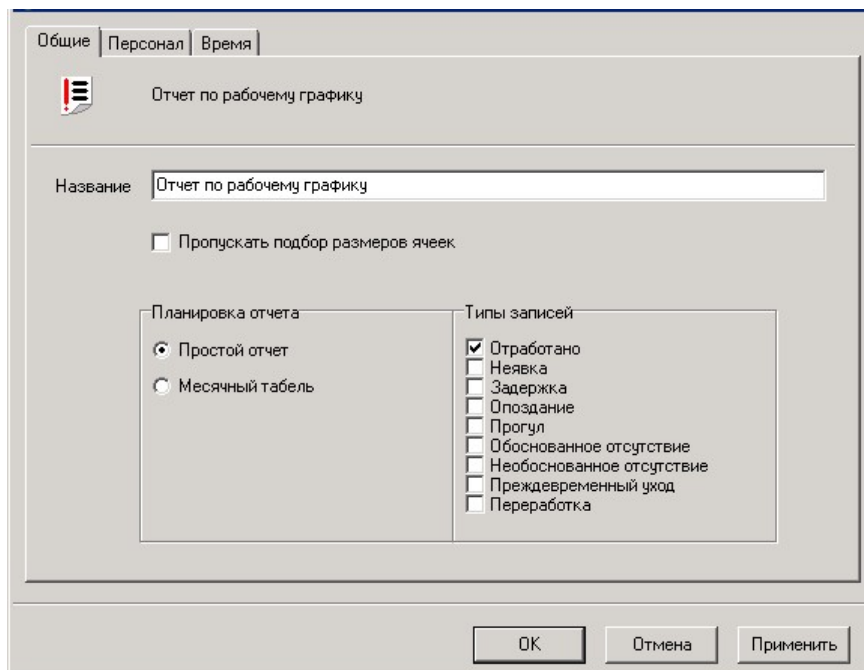 Общие Персонал Время
Отчет по рабочему графику
Название Отчет по рабочему графику
Пропускать подбор размеров ячеек
Планировка отчета
Простой отчет
Месячный табель
Типы записей
Отработано
Неявка
Задержка
Опоздание
Прогул
Обоснованное отсутствие
Необоснованное отсутствие
Преждевременный уход
Переработка
OK Отмена Применить